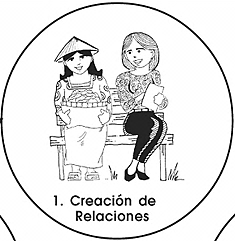 1. Creación de
Relaciones